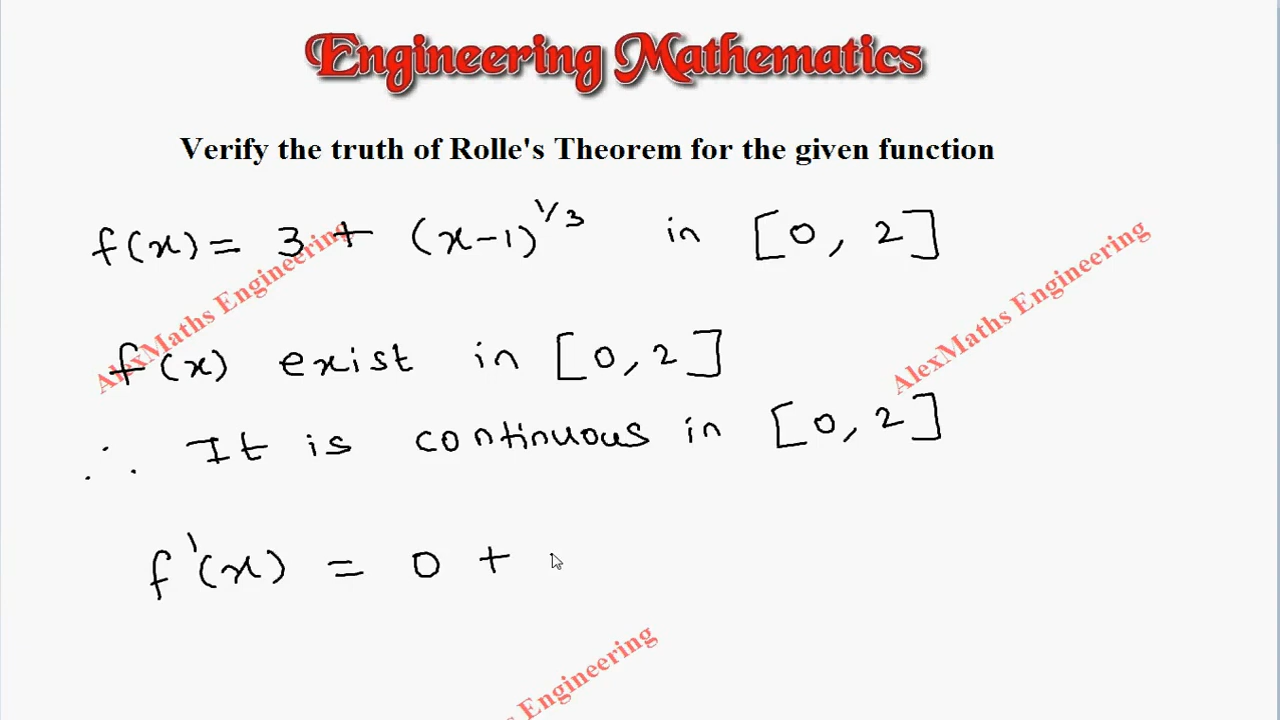 Engineering Mathematics
Verify the truth of Rolle's Theorem for the given function
f(x) = 3 + (x-1)^1/3 in [0, 2]
AlexMaths Engineering
AlexMaths Engineering
f(x) exist in [0, 2]
∴ It is continuous in [0, 2]
f'(x) = 0 +
Engineering